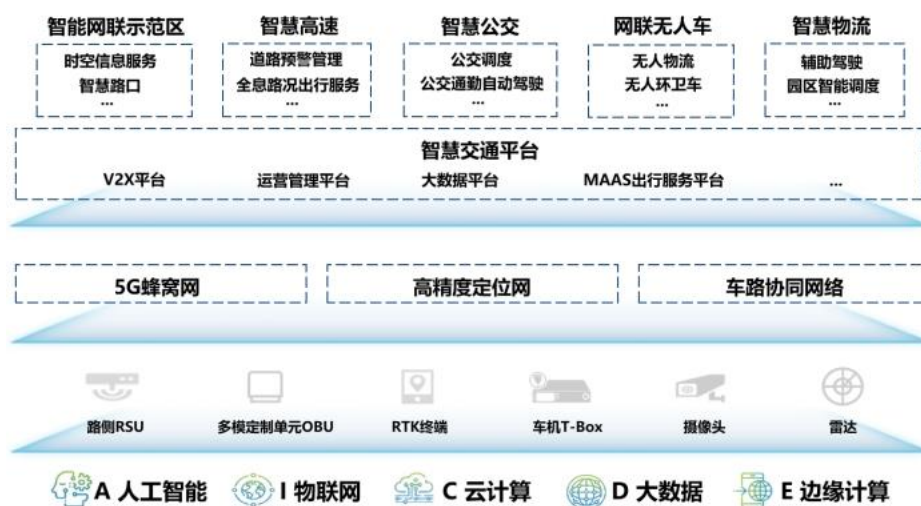 智能网联示范区 智慧高速 智慧公交 网联无人车 智慧物流
时空信息服务 道路预警管理 公交调度 无人物流 辅助驾驶
智慧路口 全息路况出行服务 公交通勤自动驾驶 无人环卫车 园区智能调度
... ... ... ... ...
智慧交通平台
V2X平台 运营管理平台 大数据平台 MAAS出行服务平台 ...
5G蜂窝网 高精度定位网 车路协同网络
路侧RSU 多模定制单元OBU RTK终端 车机T-Box 摄像头 雷达
A 人工智能 I 物联网 C 云计算 D 大数据 E 边缘计算